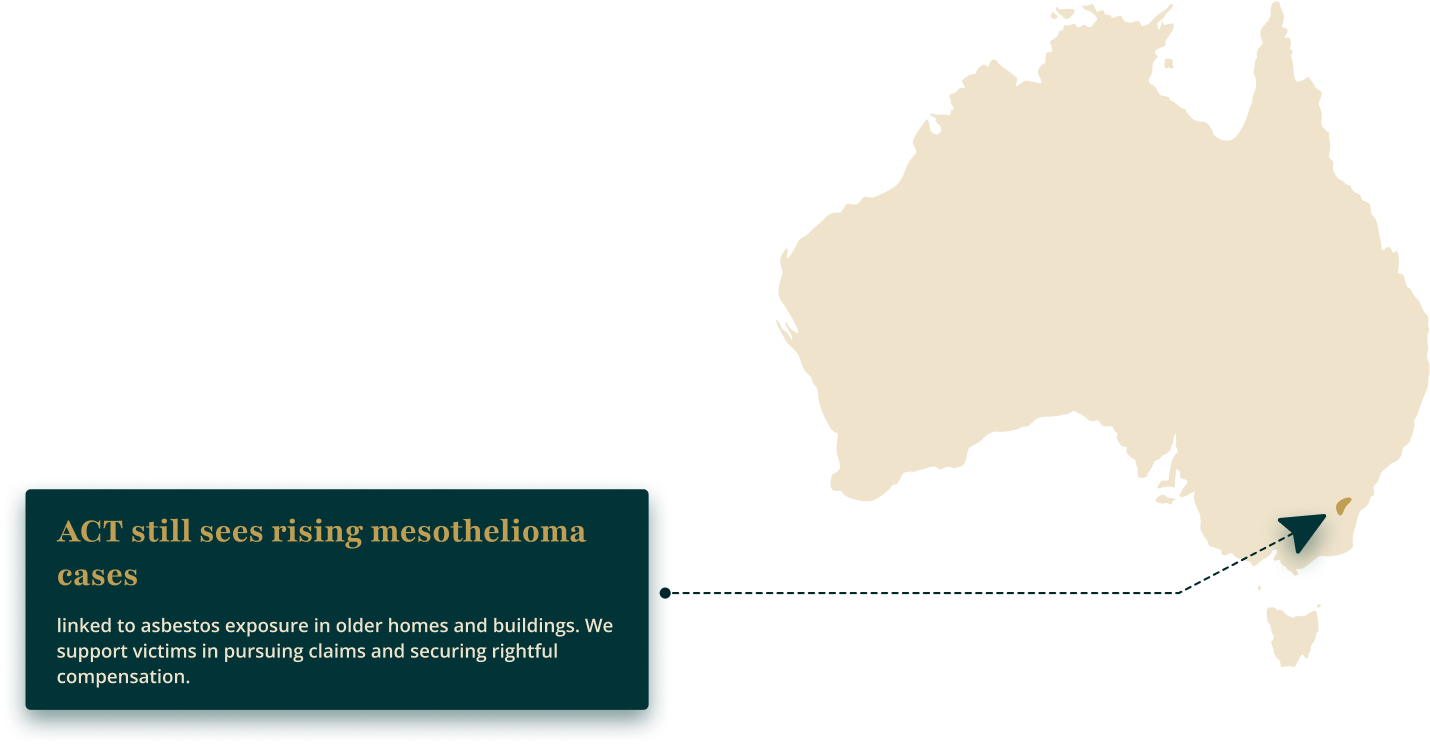 ACT still sees rising mesothelioma
cases
linked to asbestos exposure in older homes and buildings. We
support victims in pursuing claims and securing rightful
compensation.